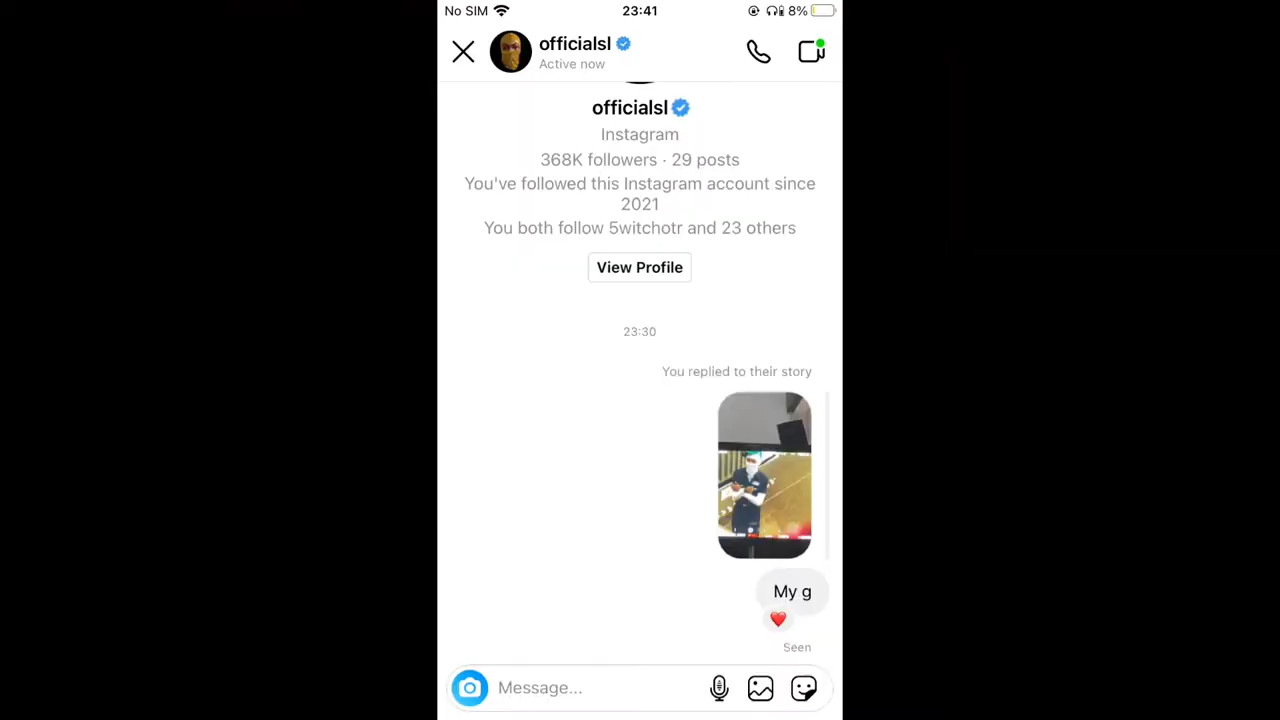 No SIM 23:41 8%
officialsl
Active now
officialsl
Instagram
368K followers · 29 posts
You've followed this Instagram account since
2021
You both follow 5witchotr and 23 others
View Profile
23:30
You replied to their story
My g
Seen
Message...